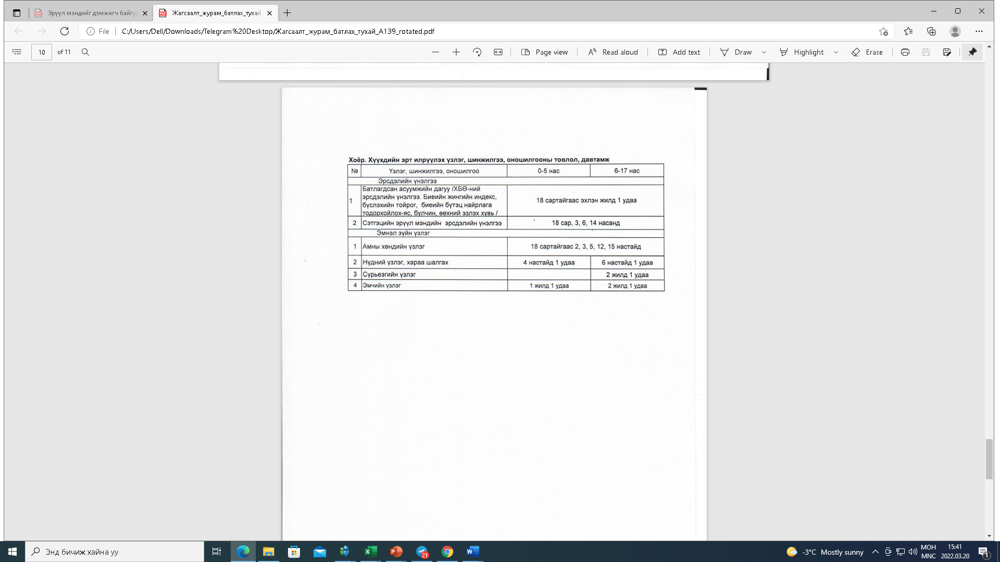 Эрүүл мэндийг дэмжигч байгуу
Жагсаалт_журам_батлах_тухай
File
C:/Users/Dell/Downloads/Telegram%20Desktop/Жагсаалт_журам_батлах_тухай_A139_rotated.pdf
10 of 11
Page view
Read aloud
Add text
Draw
Highlight
Erase
Хоёр. Хүүхдийн эрт илрүүлэх үзлэг, шинжилгээ, оношилгооны товлол, давтамж
№ Үзлэг, шинжилгээ, оношилгоо 0-5 нас 6-17 нас
Эрсдэлийн үнэлгээ
1 Батлагдсан асуумжийн дагуу /ХБӨ-ний
эрсдэлийн үнэлгээ. Биеийн жингийн индекс,
бүслэхийн тойрог, биеийн бүтэц найрлага
тодорхойлох-яс, булчин, өөхний эзлэх хувь /
18 сартайгаас эхлэн жилд 1 удаа
2 Сэтгэцийн эрүүл мэндийн эрсдэлийн үнэлгээ 18 сар, 3, 6, 14 насанд
Эмнэл зүйн үзлэг
1 Амны хөндийн үзлэг 18 сартайгаас 2, 3, 5, 12, 15 настайд
2 Нүдний үзлэг, хараа шалгах 4 настайд 1 удаа 6 настайд 1 удаа
3 Сүрьеэгийн үзлэг 2 жилд 1 удаа
4 Эмчийн үзлэг 1 жилд 1 удаа 2 жилд 1 удаа
Энд бичиж хайна уу
21
-3°C Mostly sunny
МОН
MNC
15:41
2022.03.20
1